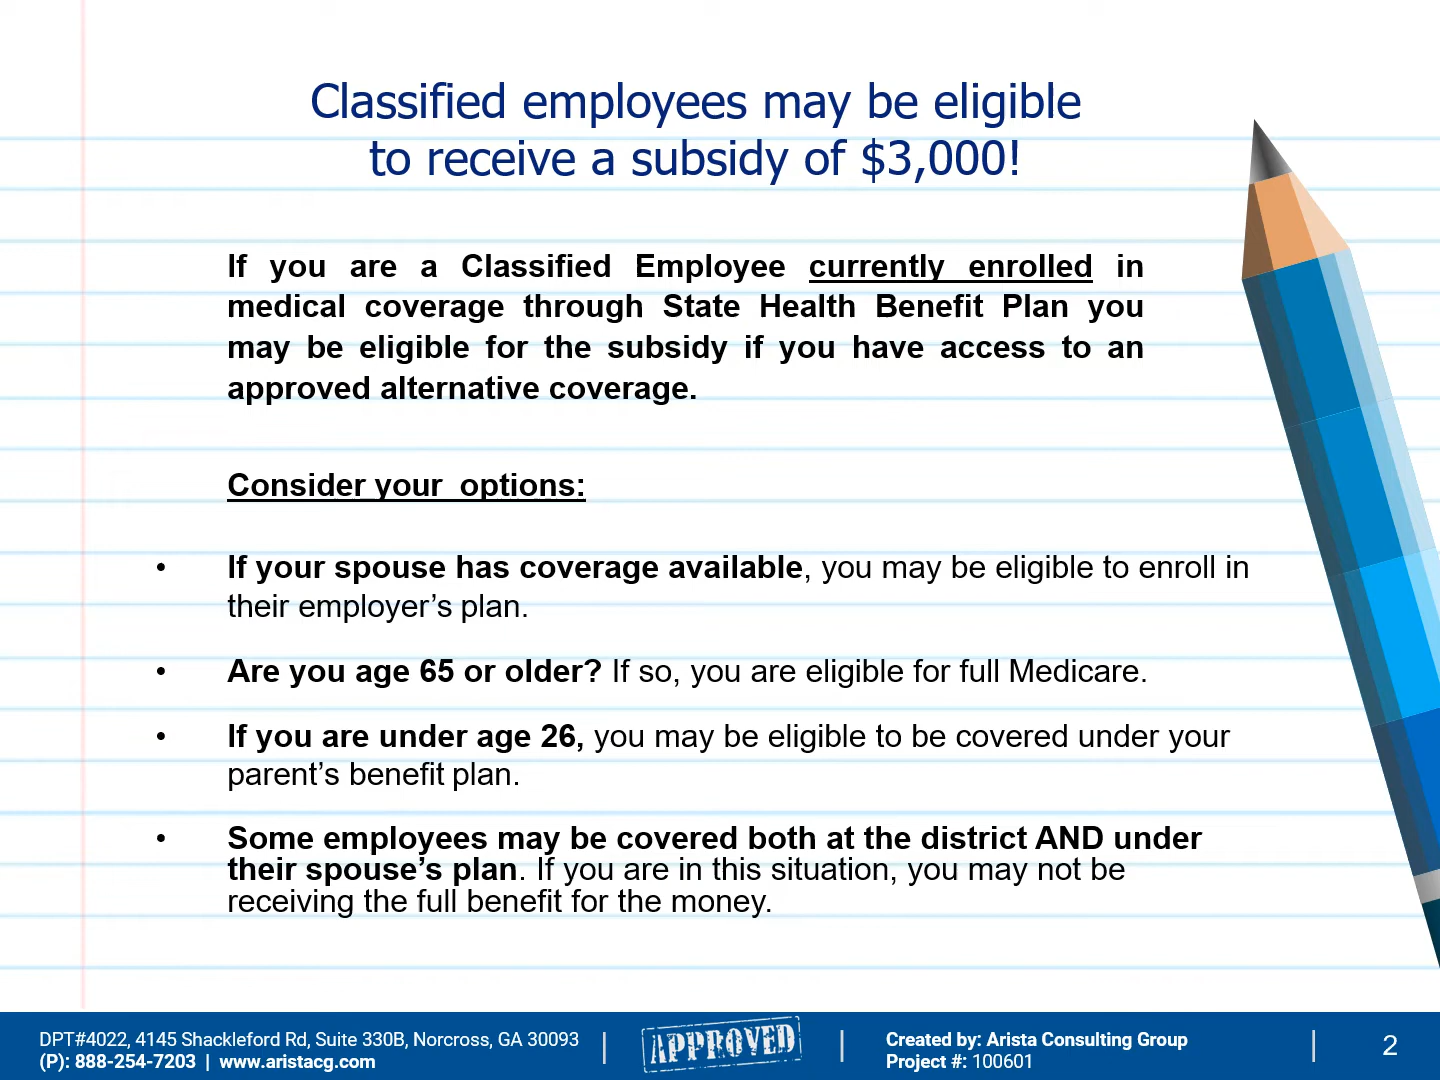 Classified employees may be eligible
to receive a subsidy of $3,000!
If you are a Classified Employee currently enrolled in
medical coverage through State Health Benefit Plan you
may be eligible for the subsidy if you have access to an
approved alternative coverage.
Consider your  options:
• If your spouse has coverage available, you may be eligible to enroll in
their employer’s plan.
• Are you age 65 or older? If so, you are eligible for full Medicare.
• If you are under age 26, you may be eligible to be covered under your
parent’s benefit plan.
• Some employees may be covered both at the district AND under
their spouse’s plan. If you are in this situation, you may not be
receiving the full benefit for the money.
DPT#4022, 4145 Shackleford Rd, Suite 330B, Norcross, GA 30093
(P): 888-254-7203 | www.aristacg.com
APPROVED
Created by: Arista Consulting Group
Project #: 100601
2